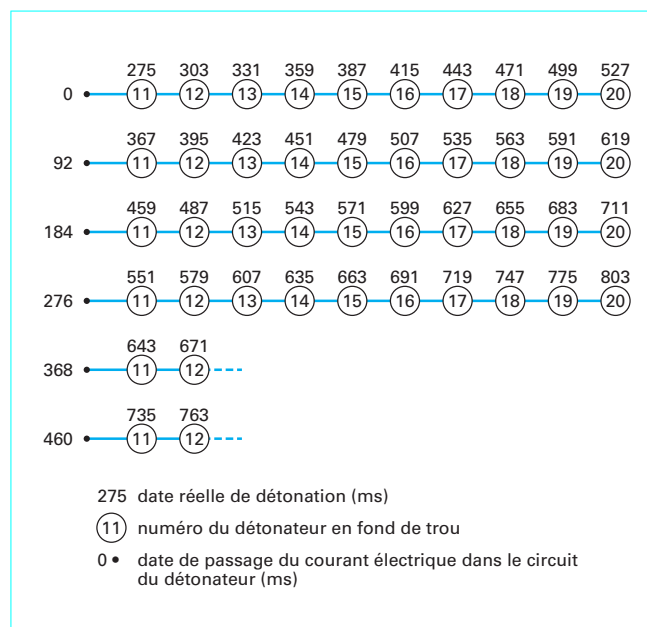 275 303 331 359 387 415 443 471 499 527
0 • 11 12 13 14 15 16 17 18 19 20
367 395 423 451 479 507 535 563 591 619
92 • 11 12 13 14 15 16 17 18 19 20
459 487 515 543 571 599 627 655 683 711
184 • 11 12 13 14 15 16 17 18 19 20
551 579 607 635 663 691 719 747 775 803
276 • 11 12 13 14 15 16 17 18 19 20
643 671
368 • 11 12
735 763
460 • 11 12
275 date réelle de détonation (ms)
11 numéro du détonateur en fond de trou
0 • date de passage du courant électrique dans le circuit
du détonateur (ms)